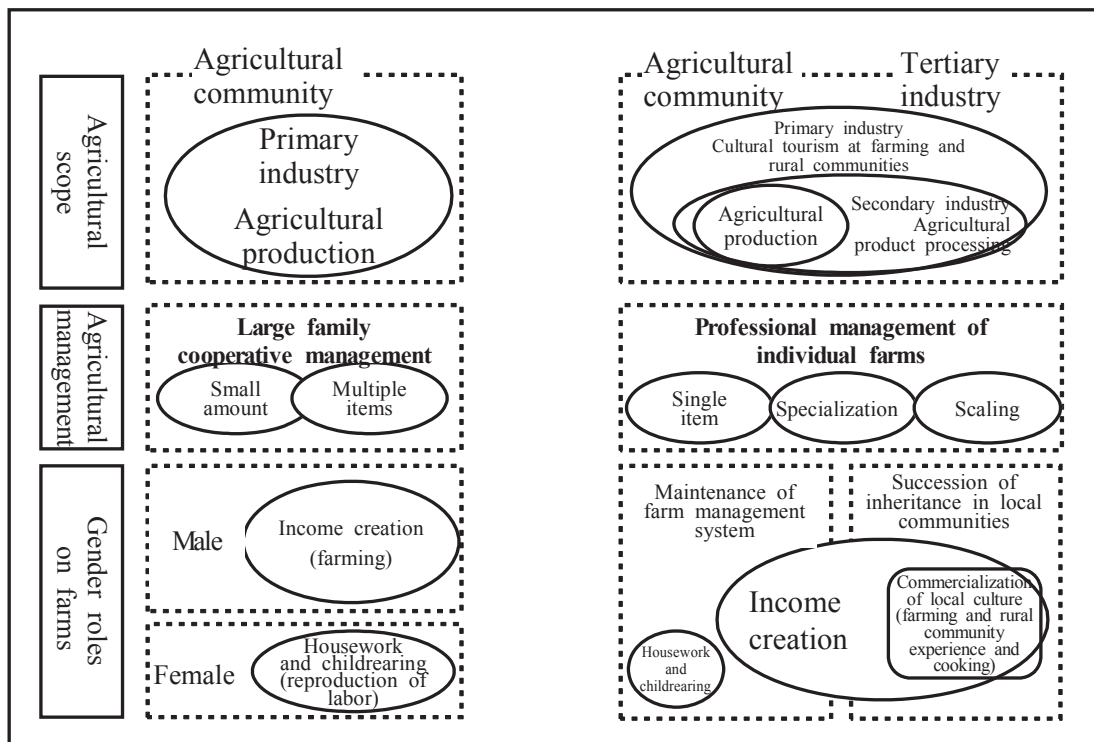 Agricultural
community
Agricultural
community
Tertiary
industry
Agricultural
scope
Primary
industry
Agricultural
production
Primary industry
Cultural tourism at farming and
rural communities
Secondary industry
Agricultural
product processing
Agricultural
production
Agricultural
management
Large family
cooperative management
Small
amount
Multiple
items
Professional management of
individual farms
Single
item
Specialization
Scaling
Gender roles
on farms
Male
Income creation
(farming)
Female
Housework
and childrearing
(reproduction of
labor)
Maintenance of
farm management
system
Succession of
inheritance in local
communities
Income
creation
Commercialization
of local culture
(farming and rural
community
experience and
cooking)
Housework
and
childrearing